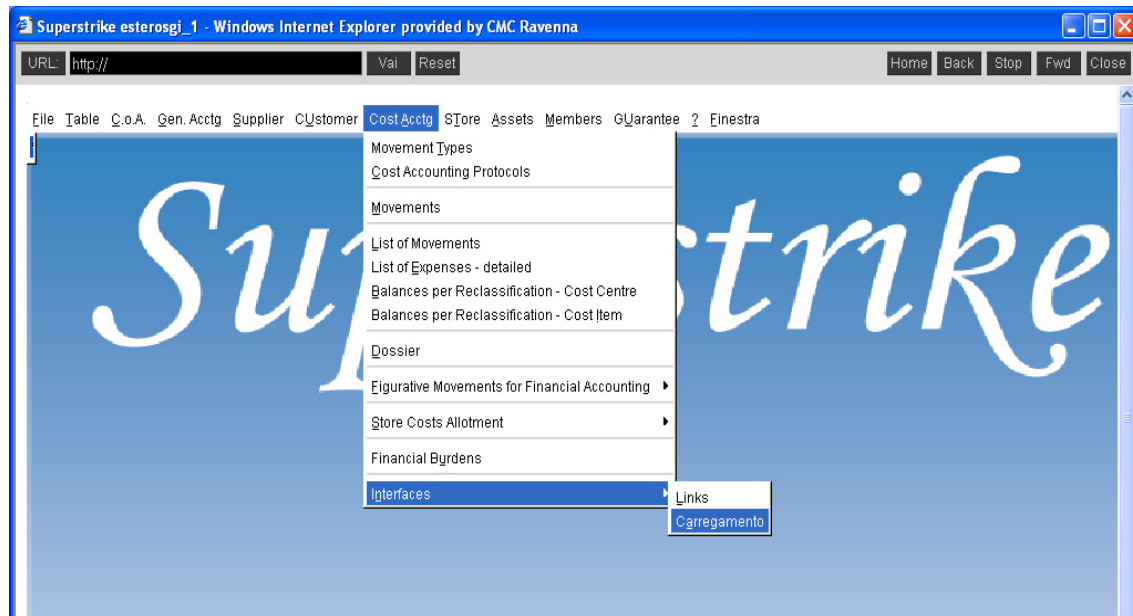 Superstrike esterosgi_1 - Windows Internet Explorer provided by CMC Ravenna
URL: http:// Vai Reset Home Back Stop Fwd Close
File Table C.o.A. Gen. Acctg Supplier CUstomer Cost Acctg STore Assets Members GUarantee ? Finestra
Movement Types
Cost Accounting Protocols
Movements
List of Movements
List of Expenses - detailed
Balances per Reclassification - Cost Centre
Balances per Reclassification - Cost Item
Dossier
Figurative Movements for Financial Accounting
Store Costs Allotment
Financial Burdens
Interfaces
Links
Carregamento
Superstrike